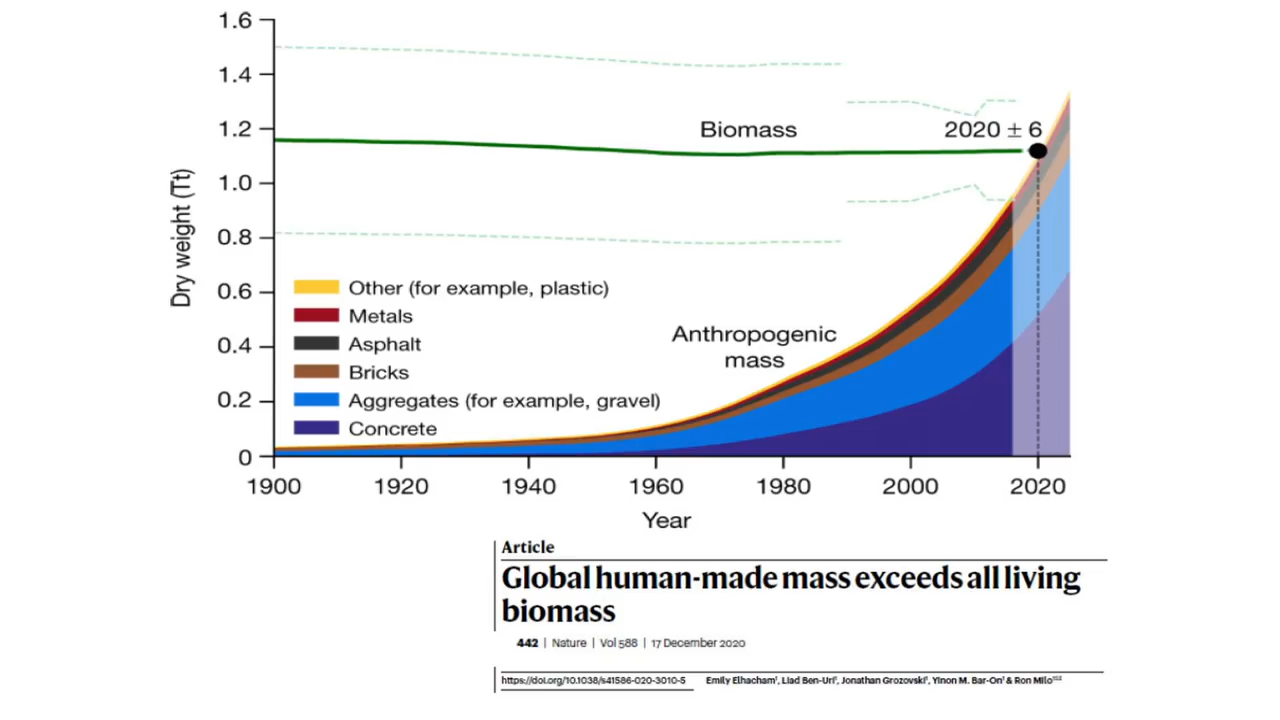 1.6
1.4
1.2
1.0
0.8
0.6
0.4
0.2
0
Dry weight (Tt)
Biomass
2020 ± 6
Anthropogenic
mass
Other (for example, plastic)
Metals
Asphalt
Bricks
Aggregates (for example, gravel)
Concrete
1900 1920 1940 1960 1980 2000 2020
Year
Article
Global human-made mass exceeds all living
biomass
442 | Nature | Vol 588 | 17 December 2020
https://doi.org/10.1038/s41586-020-3010-5 Emily Elhacham¹, Liad Ben-Uri¹, Jonathan Grozovski¹, Yinon M. Bar-On¹ & Ron Milo